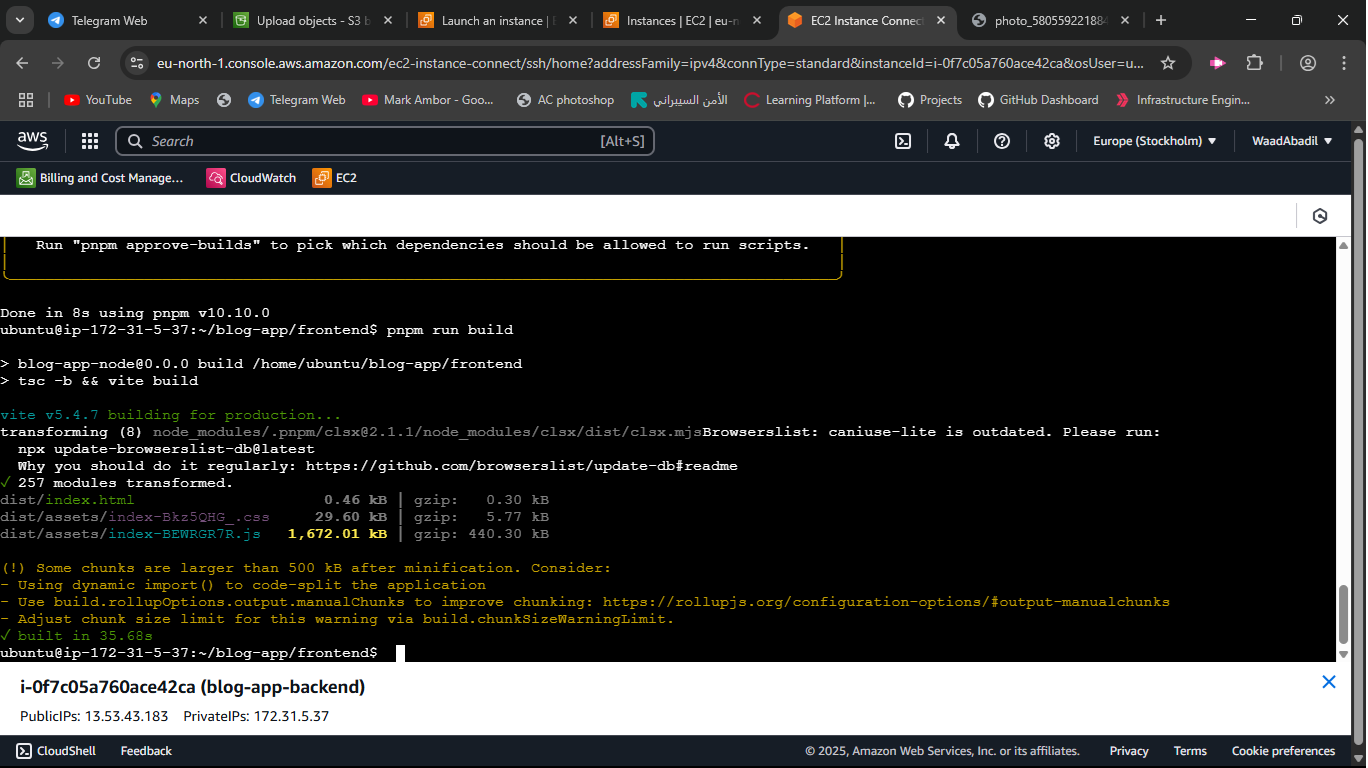 Telegram Web
Upload objects - S3 b
Launch an instance | E
Instances | EC2 | eu-n
EC2 Instance Connect
photo_580559221884
eu-north-1.console.aws.amazon.com/ec2-instance-connect/ssh/home?addressFamily=ipv4&connType=standard&instanceId=i-0f7c05a760ace42ca&osUser=u...
YouTube
Maps
Telegram Web
Mark Ambor - Goo...
AC photoshop
الأمن السيبراني
Learning Platform |...
Projects
GitHub Dashboard
Infrastructure Engin...
aws
Search
[Alt+S]
Europe (Stockholm)
WaadAbadil
Billing and Cost Manage...
CloudWatch
EC2
Run "pnpm approve-builds" to pick which dependencies should be allowed to run scripts.
Done in 8s using pnpm v10.10.0
ubuntu@ip-172-31-5-37:~/blog-app/frontend$ pnpm run build
> blog-app-node@0.0.0 build /home/ubuntu/blog-app/frontend
> tsc -b && vite build
vite v5.4.7 building for production...
transforming (8) node_modules/.pnpm/clsx@2.1.1/node_modules/clsx/dist/clsx.mjsBrowserslist: caniuse-lite is outdated. Please run:
npx update-browserslist-db@latest
Why you should do it regularly: https://github.com/browserslist/update-db#readme
✓ 257 modules transformed.
dist/index.html 0.46 kB | gzip: 0.30 kB
dist/assets/index-Bkz5QHG_.css 29.60 kB | gzip: 5.77 kB
dist/assets/index-BEWRGR7R.js 1,672.01 kB | gzip: 440.30 kB
(!) Some chunks are larger than 500 kB after minification. Consider:
- Using dynamic import() to code-split the application
- Use build.rollupOptions.output.manualChunks to improve chunking: https://rollupjs.org/configuration-options/#output-manualchunks
- Adjust chunk size limit for this warning via build.chunkSizeWarningLimit.
✓ built in 35.68s
ubuntu@ip-172-31-5-37:~/blog-app/frontend$
i-0f7c05a760ace42ca (blog-app-backend)
PublicIPs: 13.53.43.183 PrivateIPs: 172.31.5.37
CloudShell
Feedback
© 2025, Amazon Web Services, Inc. or its affiliates.
Privacy
Terms
Cookie preferences